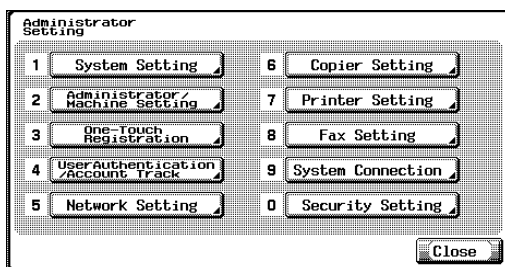 Administrator
Setting
1 System Setting
2 Administrator/
Machine Setting
3 One-Touch
Registration
4 UserAuthentication
/Account Track
5 Network Setting
6 Copier Setting
7 Printer Setting
8 Fax Setting
9 System Connection
0 Security Setting
Close